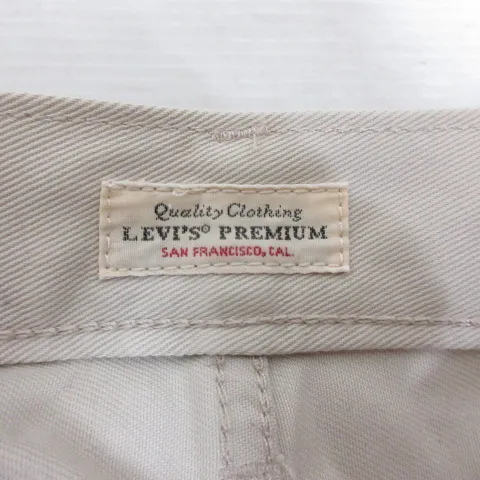 Quality Clothing
LEVI'S® PREMIUM
SAN FRANCISCO, CAL.